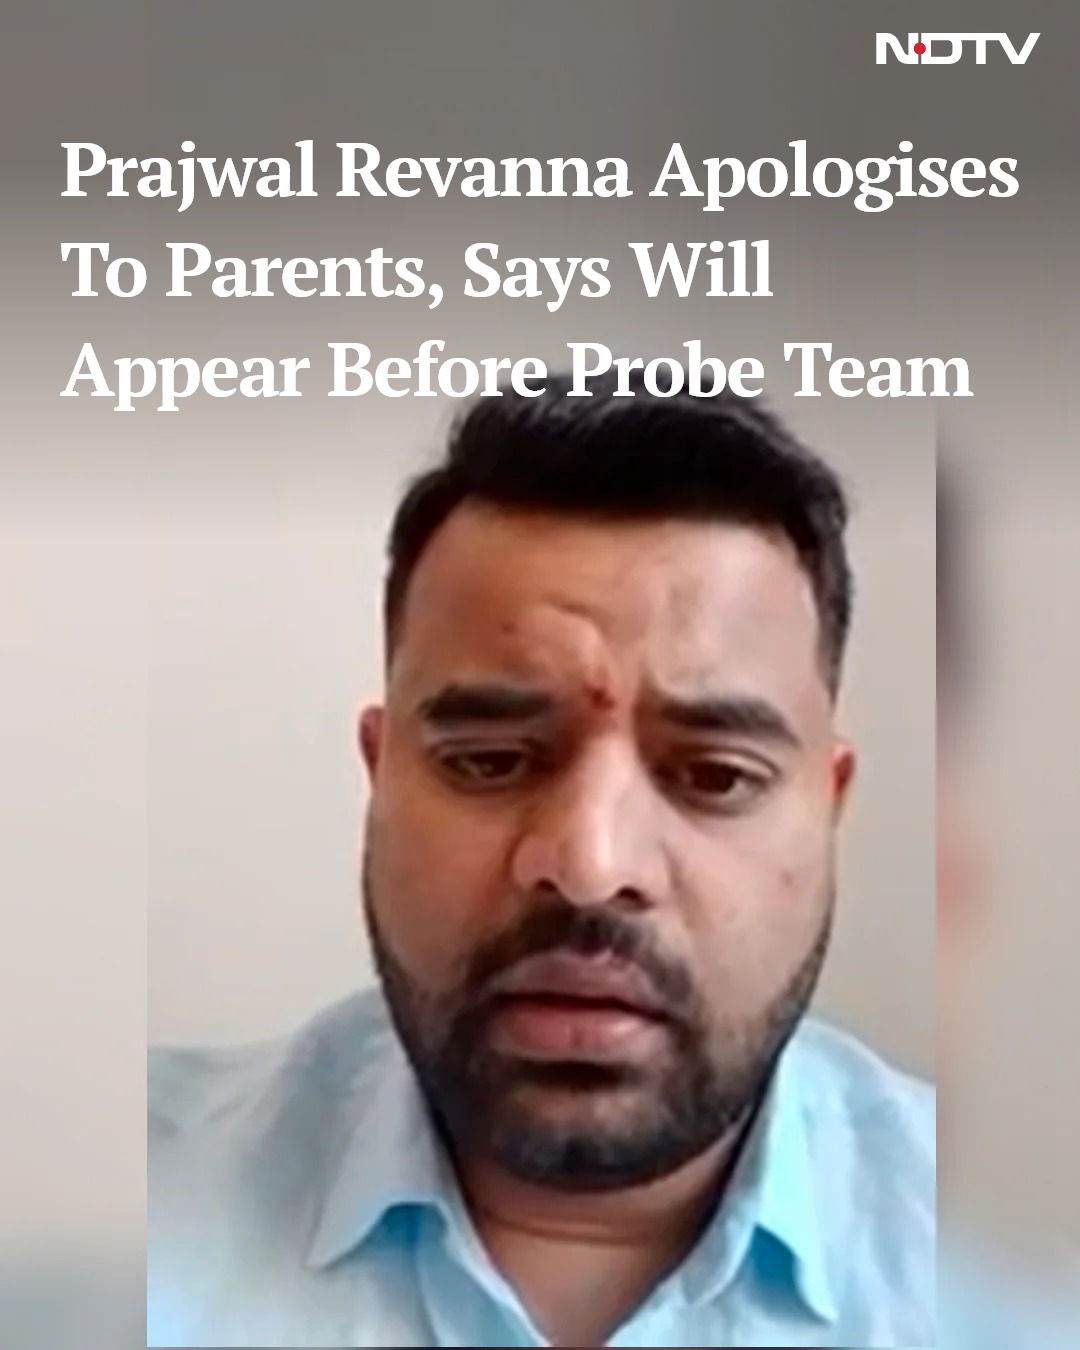 NDTV
Prajwal Revanna Apologises
To Parents, Says Will
Appear Before Probe Team